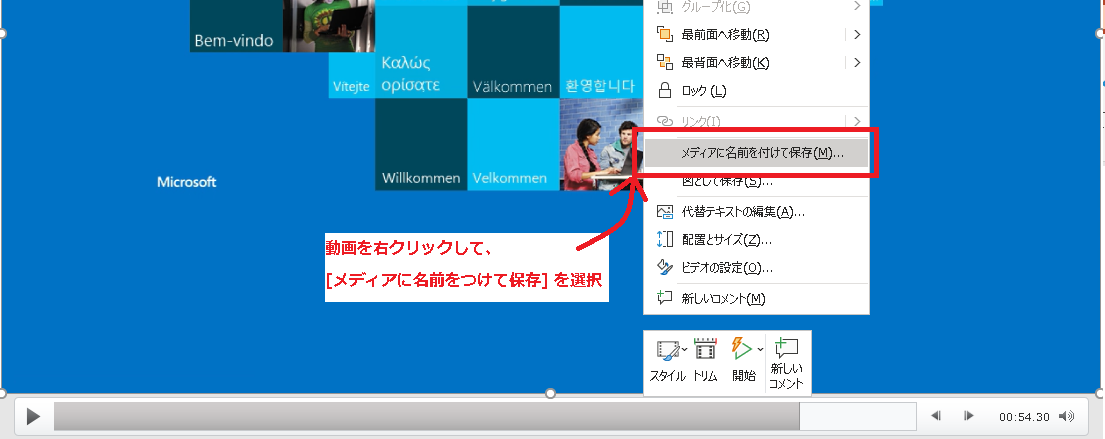 Bem-vindo
Vítejte
Καλώς
ορίσατε
Välkommen
환영합니다
Willkommen
Velkommen
Microsoft
グループ化(G)
最前面へ移動(R)
最背面へ移動(K)
ロック (L)
リンク(I)
メディアに名前を付けて保存(M)...
図として保存(S)...
代替テキストの編集(A)...
配置とサイズ(Z)...
ビデオの設定(O)...
新しいコメント(M)
動画を右クリックして、
[メディアに名前をつけて保存] を選択
スタイル
トリム
開始
新しい
コメント
00:54.30